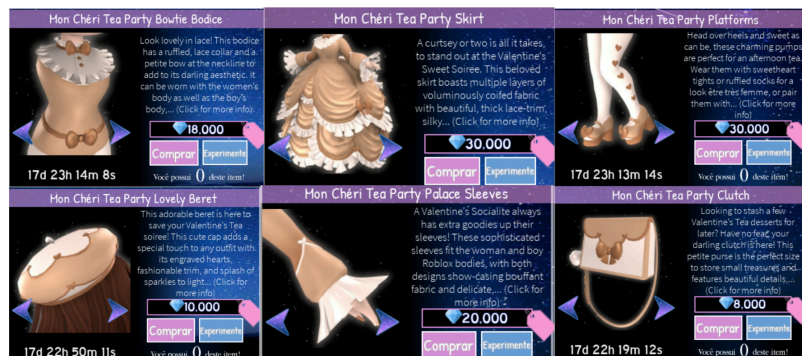 Mon Chéri Tea Party Bowtie Bodice
Look lovely in lace! This bodice
has a ruffled, lace collar and a
petite bow at the neckline to
add to its darling aesthetic. It
can be worn with the women's
body as well as the boy's
body,... (Click for more info)
18.000
Comprar
Experimente
17d 23h 14m 8s
Você possui 0 deste item!
Mon Chéri Tea Party Skirt
A curtsey or two is all it takes,
to stand out at the Valentine's
Sweet Soiree. This beloved
skirt boasts multiple layers of
voluminously coifed fabric
with beautiful, thick lace-trim,
silky... (Click for more info)
30.000
Comprar
Experimente
Mon Chéri Tea Party Platforms
Head over heels and sweet as
can be, these charming pumps
are perfect for an afternoon tea.
Wear them with sweetheart
tights or ruffled socks for a
look être très femme, or pair
them with... (Click for more
info)
30.000
Comprar
Experimente
17d 23h 13m 14s
Você possui 0 deste item!
Mon Chéri Tea Party Lovely Beret
This adorable beret is here to
save your Valentine's Tea
soiree! This cute cap adds a
special touch to any outfit with
its engraved hearts,
fashionable trim, and splash of
sparkles to light... (Click for
more info)
10.000
Comprar
Experimente
17d 22h 50m 11s
Você possui 0 deste item!
Mon Chéri Tea Party Palace Sleeves
A Valentine's Socialite always
has extra goodies up their
sleeves! These sophisticated
sleeves fit the woman and boy
Roblox bodies, with both
designs show-casing bouffant
fabric and delicate,... (Click for
more info)
20.000
Comprar
Experimente
Mon Chéri Tea Party Clutch
Looking to stash a few
Valentine's Tea desserts for
later? Have no fear, your
darling clutch is here! This
petite purse is the perfect size
to store small treasures and
features beautiful details,...
(Click for more info)
8.000
Comprar
Experimente
17d 22h 19m 12s
Você possui 0 deste item!